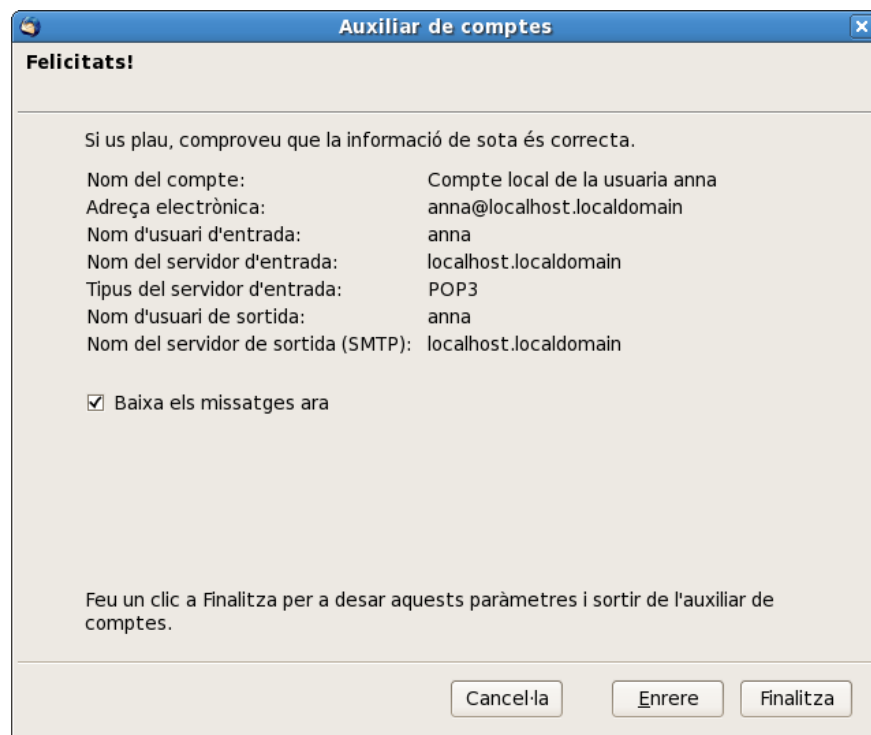 Auxiliar de comptes
Felicitats!
Si us plau, comproveu que la informació de sota és correcta.
Nom del compte: Compte local de la usuaria anna
Adreça electrònica: anna@localhost.localdomain
Nom d'usuari d'entrada: anna
Nom del servidor d'entrada: localhost.localdomain
Tipus del servidor d'entrada: POP3
Nom d'usuari de sortida: anna
Nom del servidor de sortida (SMTP): localhost.localdomain
Baixa els missatges ara
Feu un clic a Finalitza per a desar aquests paràmetres i sortir de l'auxiliar de
comptes.
Cancel·la Enrere Finalitza